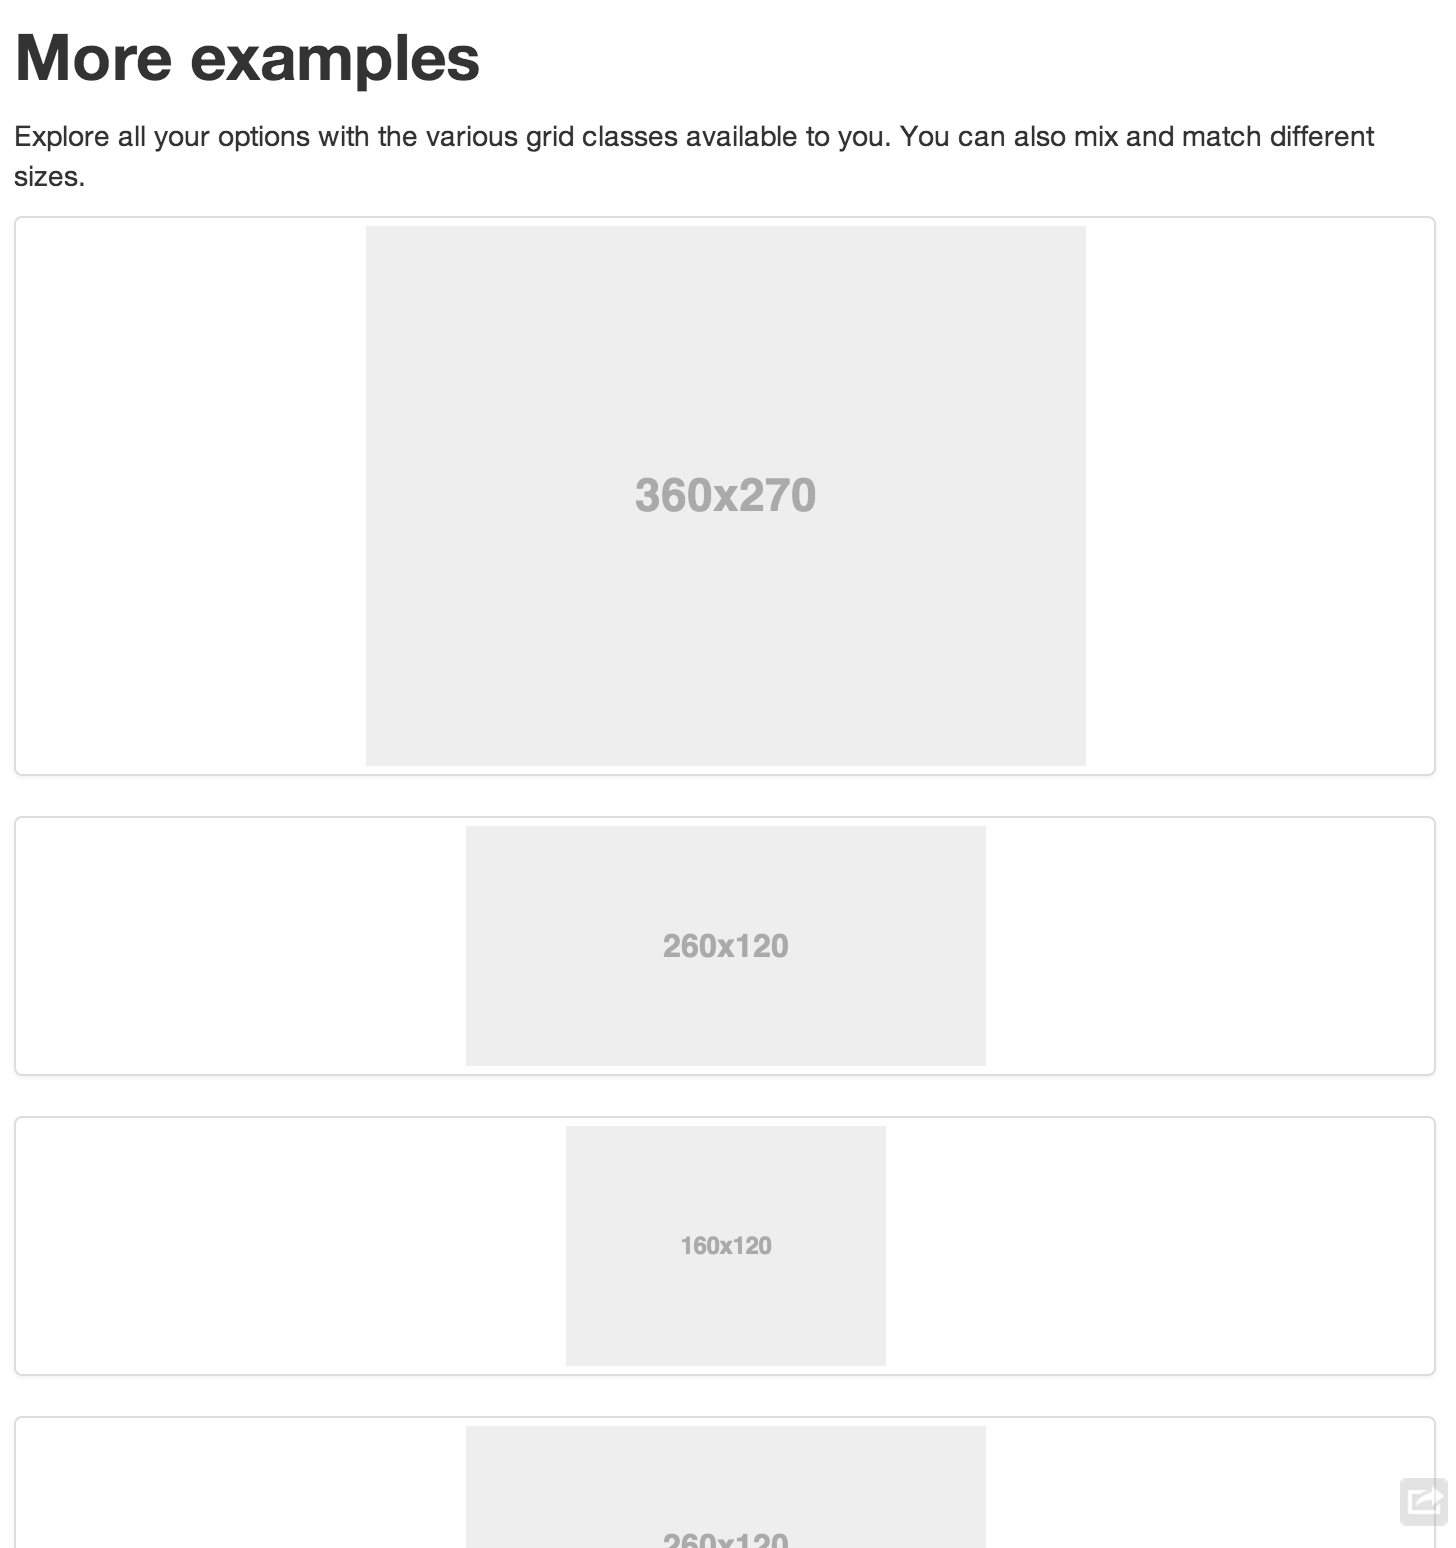 More examples
Explore all your options with the various grid classes available to you. You can also mix and match different
sizes.
360x270
260x120
160x120
260x120